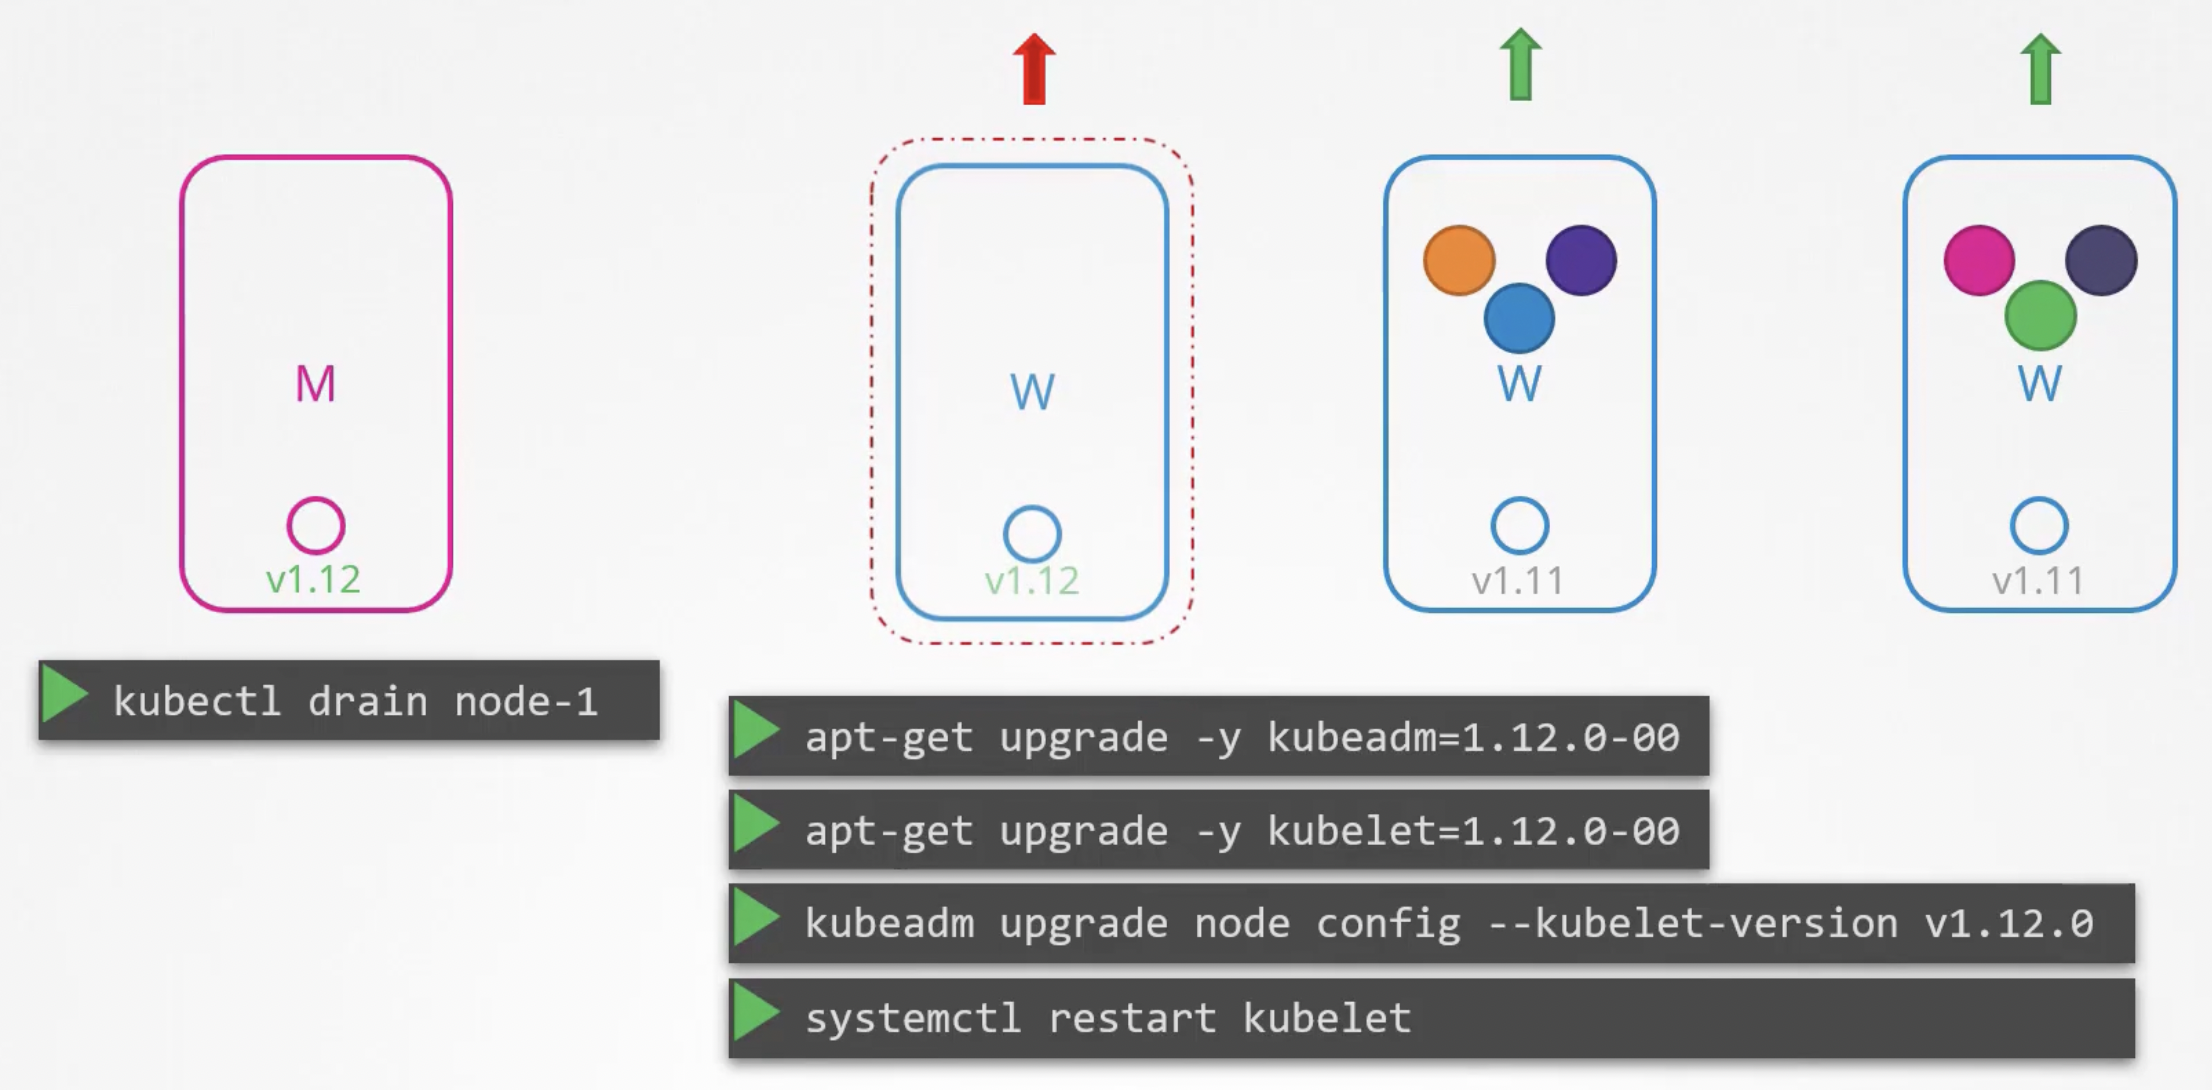 M
W
W
W
v1.12
v1.12
v1.11
v1.11
kubectl drain node-1
apt-get upgrade -y kubeadm=1.12.0-00
apt-get upgrade -y kubelet=1.12.0-00
kubeadm upgrade node config --kubelet-version v1.12.0
systemctl restart kubelet